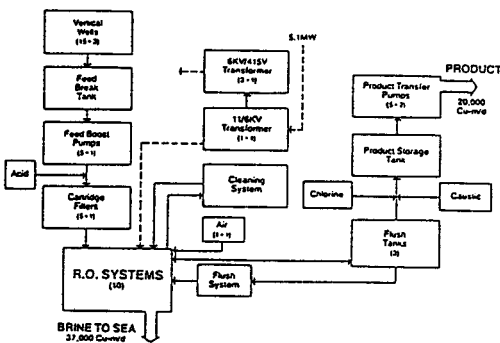 Vertical
Wells
(15 + 3)
Feed
Break
Tank
Feed Boost
Pumps
(5 + 1)
Acid
Cartridge
Filters
(5 + 1)
R.O. SYSTEMS
(10)
BRINE TO SEA
37,000 Cu-m/d
6KV/415V
Transformer
(3 + 1)
5.1MW
11/6KV
Transformer
(1 + 1)
Cleaning
System
Air
(1 + 1)
Flush
System
Product Transfer
Pumps
(5 + 2)
PRODUCT
20,000
Cu-m/d
Product Storage
Tank
Chlorine
Caustic
Flush
Tanks
(3)